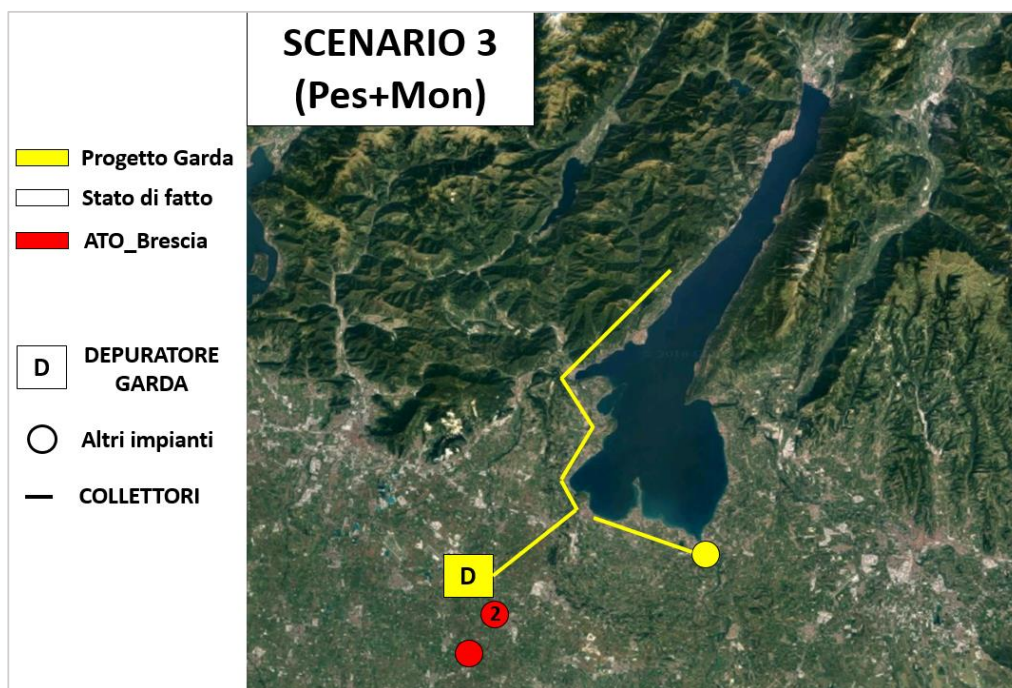 SCENARIO 3
(Pes+Mon)
Progetto Garda
Stato di fatto
ATO_Brescia
D
DEPURATORE
GARDA
Altri impianti
COLLETTORI
D
2